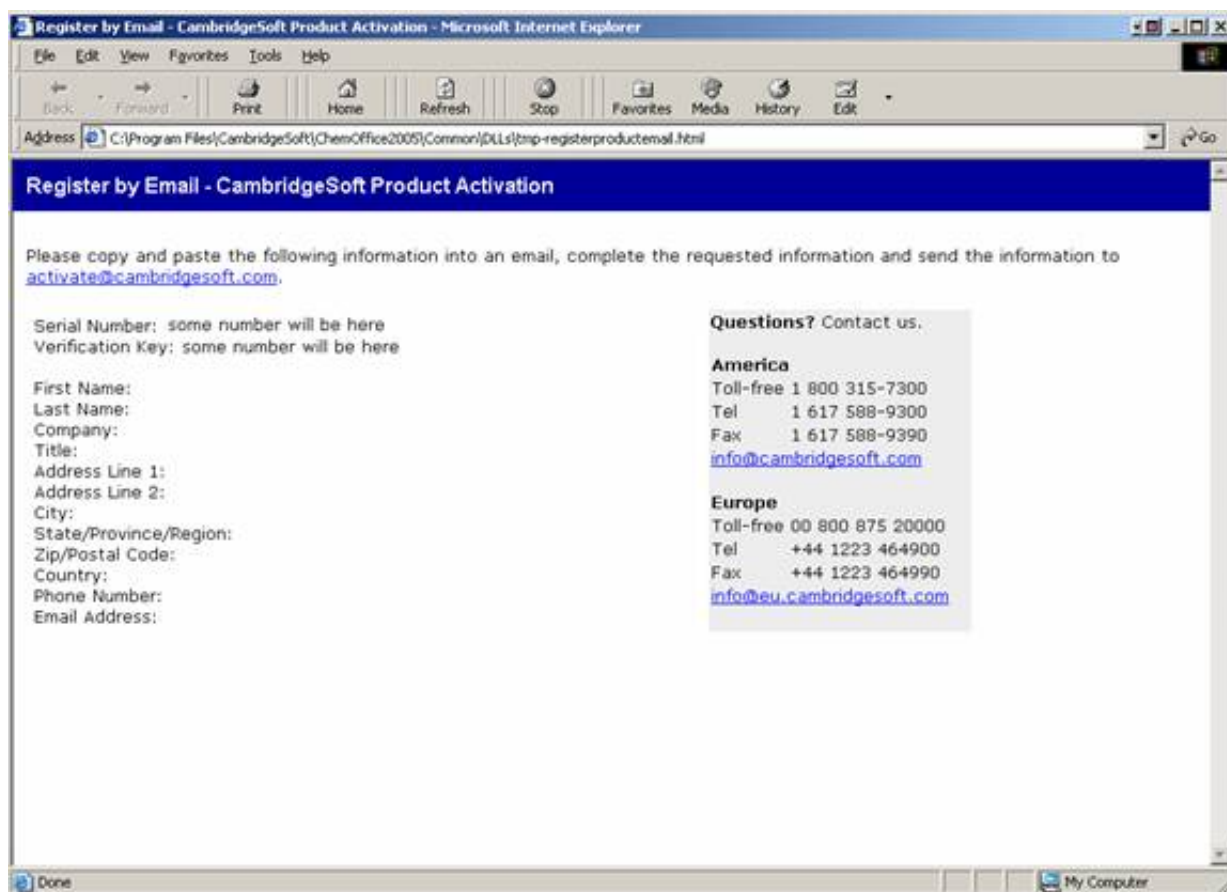 Register by Email - CambridgeSoft Product Activation - Microsoft Internet Explorer
File Edit View Favorites Tools Help
Back Forward Print Home Refresh Stop Favorites Media History Edit
Address C:\Program Files\CambridgeSoft\ChemOffice2005\Common\DLLs\tmp-registerproductemail.html Go
Register by Email - CambridgeSoft Product Activation
Please copy and paste the following information into an email, complete the requested information and send the information to
activate@cambridgesoft.com.
Serial Number: some number will be here
Verification Key: some number will be here
First Name:
Last Name:
Company:
Title:
Address Line 1:
Address Line 2:
City:
State/Province/Region:
Zip/Postal Code:
Country:
Phone Number:
Email Address:
Questions? Contact us.
America
Toll-free 1 800 315-7300
Tel 1 617 588-9300
Fax 1 617 588-9390
info@cambridgesoft.com
Europe
Toll-free 00 800 875 20000
Tel +44 1223 464900
Fax +44 1223 464990
info@eu.cambridgesoft.com
Done My Computer